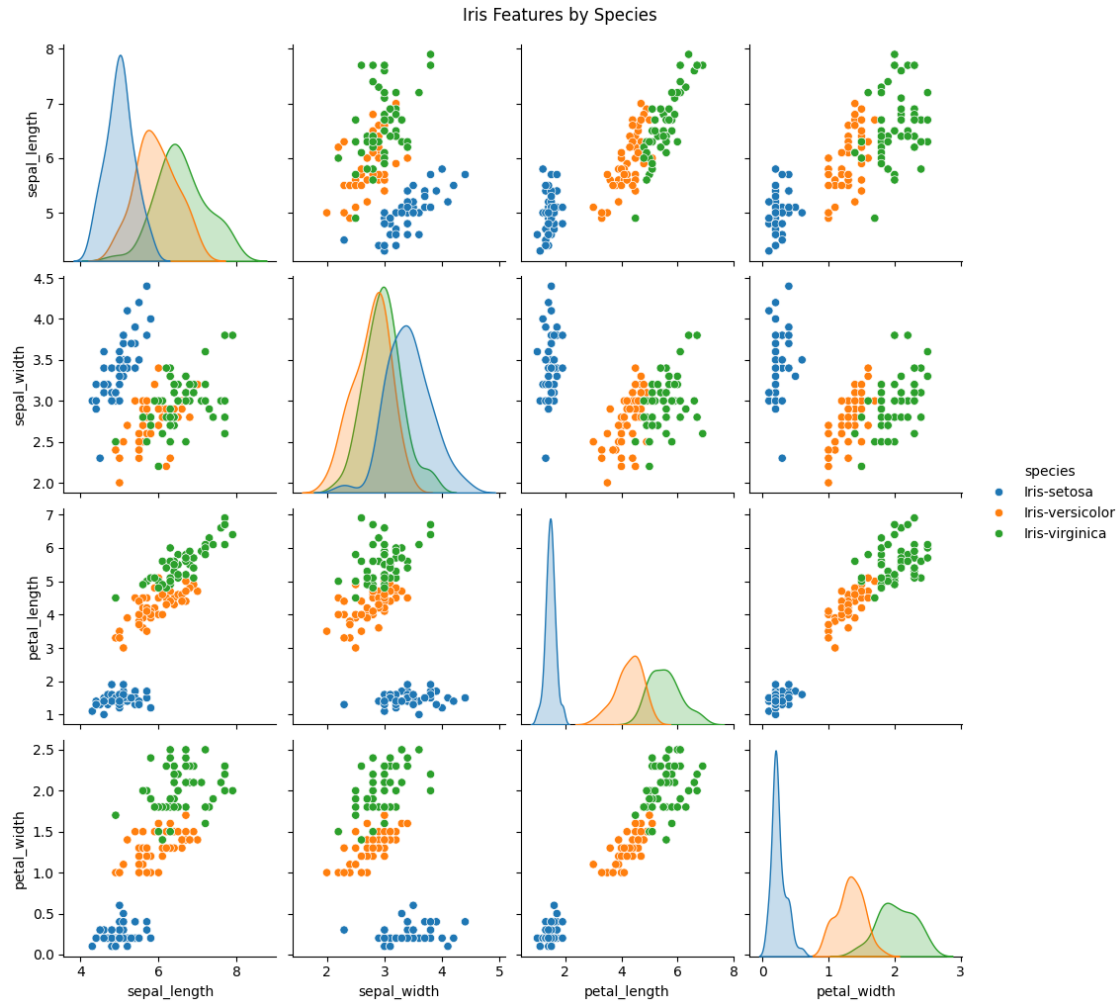 Iris Features by Species
8
7
6
5
sepal_length
4.5
4.0
3.5
3.0
2.5
2.0
sepal_width
7
6
5
4
3
2
1
petal_length
2.5
2.0
1.5
1.0
0.5
0.0
petal_width
4 6 8
2 3 4 5
2 4 6 8
0 1 2 3
sepal_length
sepal_width
petal_length
petal_width
species
Iris-setosa
Iris-versicolor
Iris-virginica